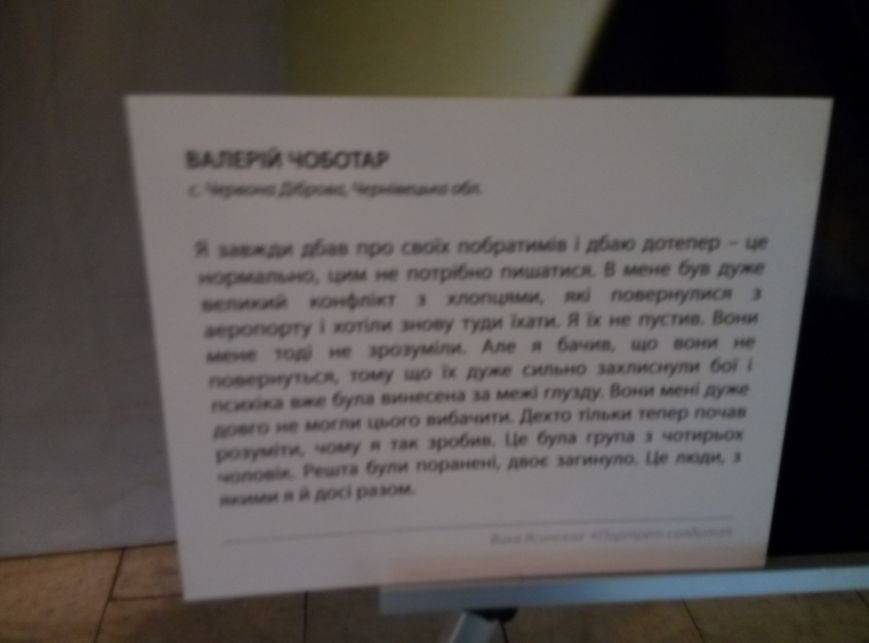 ВАЛЕРІЙ ЧОБОТАР
с. Червона Діброва, Чернівецька обл.
Я завжди дбав про своїх побратимів і дбаю дотепер – це
нормально, цим не потрібно пишатися. В мене був дуже
великий конфлікт з хлопцями, які повернулися з
аеропорту і хотіли знову туди їхати. Я їх не пустив. Вони
мене тоді не зрозуміли. Але я бачив, що вони не
повернуться, тому що їх дуже сильно захлиснули бої і
психіка вже була винесена за межі глузду. Вони мені дуже
довго не могли цього вибачити. Дехто тільки тепер почав
розуміти, чому я так зробив. Це була група з чотирьох
чоловік. Решта були поранені, двоє загинуло. Це люди, з
якими я й досі разом.
Віка Ясинская «Портрет солдата»